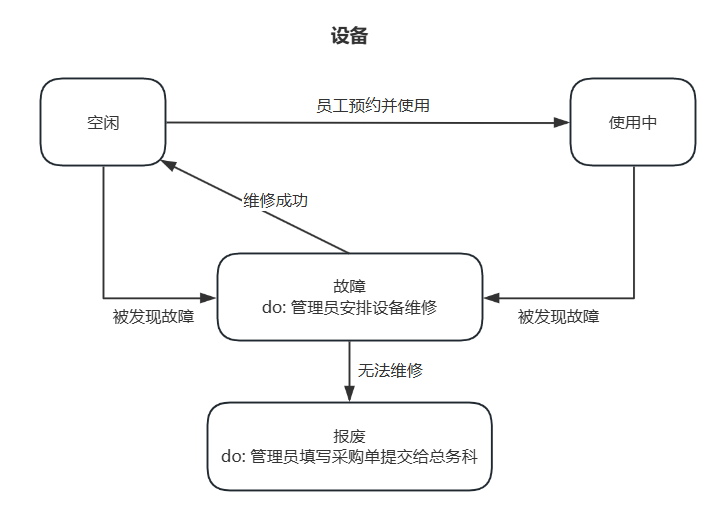 设备
员工预约并使用
空闲
使用中
维修成功
故障
do: 管理员安排设备维修
被发现故障
被发现故障
无法维修
报废
do: 管理员填写采购单提交给总务科